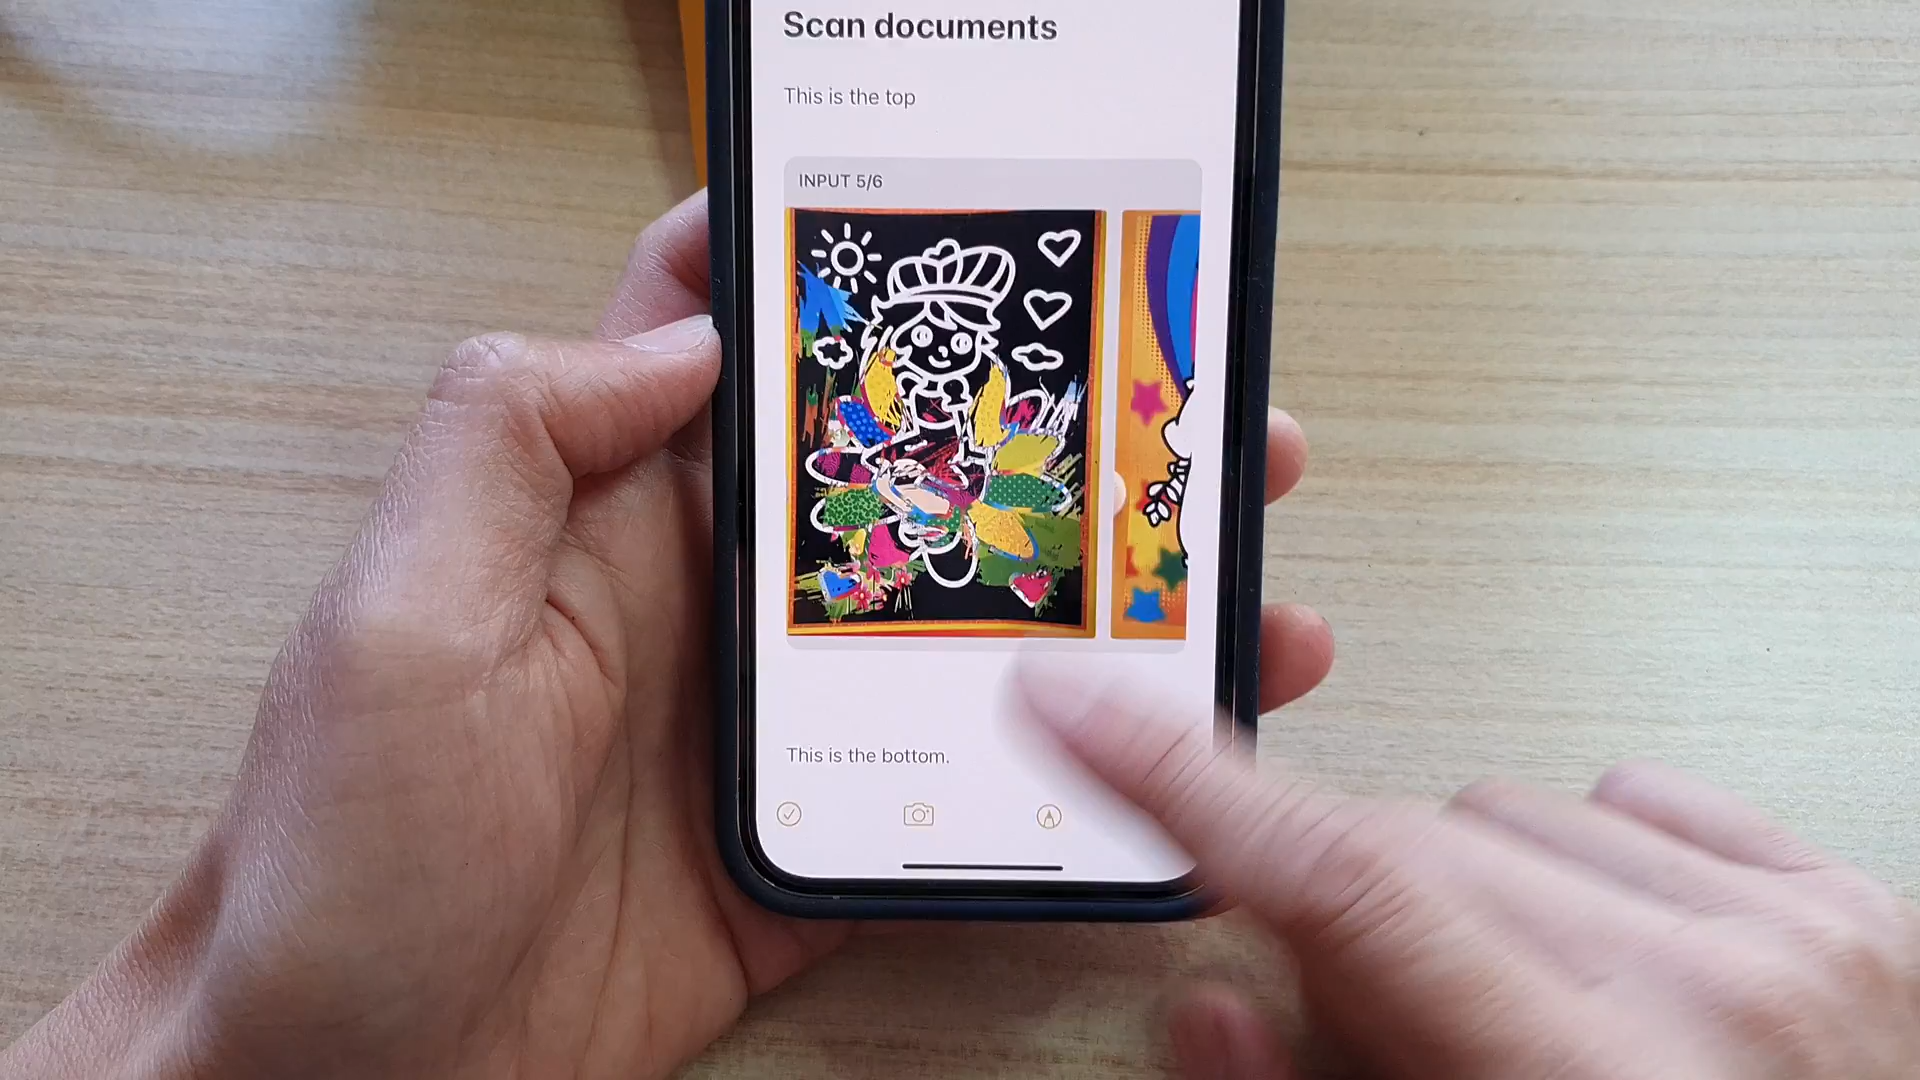 Scan documents
This is the top
INPUT 5/6
This is the bottom.